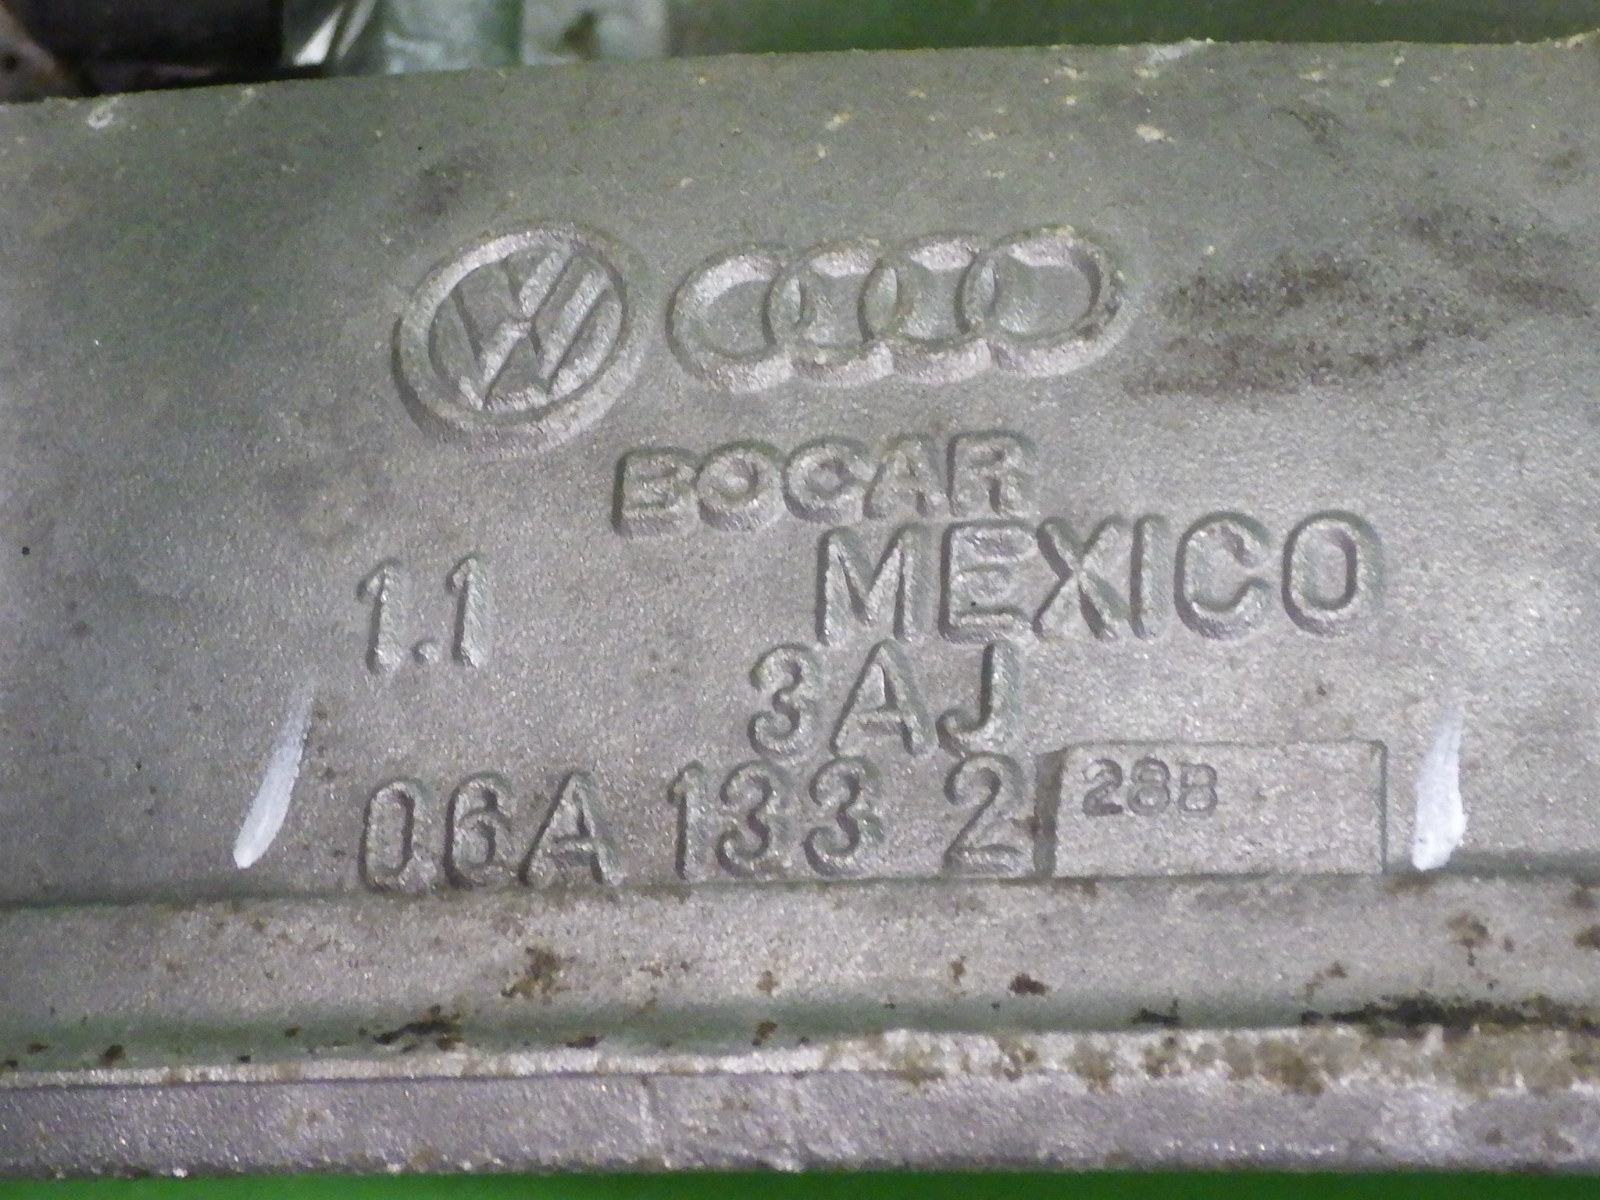 BOCAR
1.1 MEXICO
3AJ
06A 133 2 28B